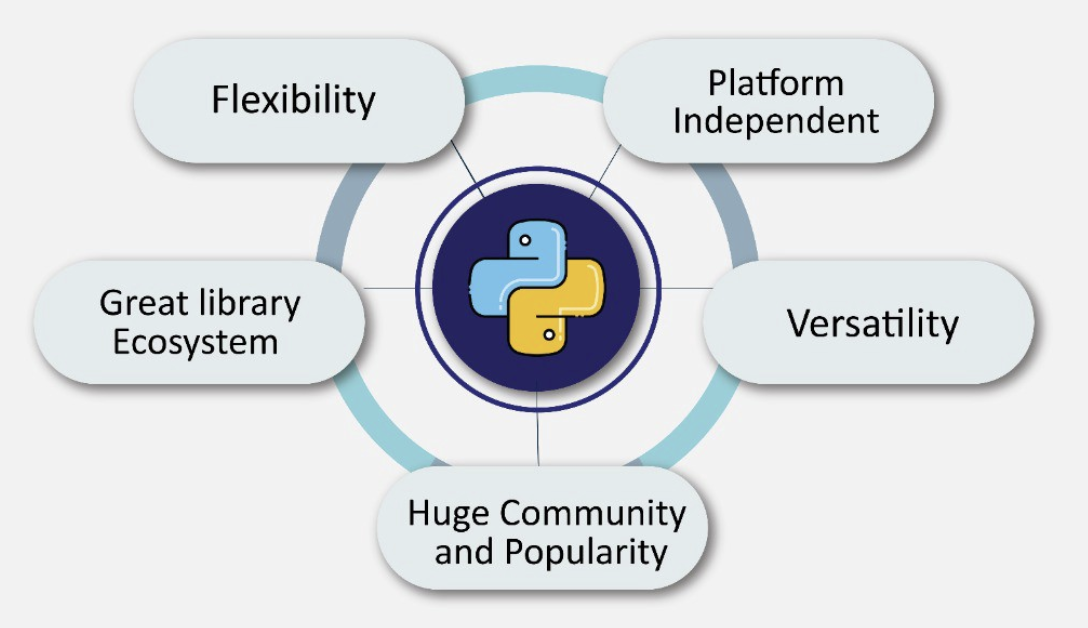 Flexibility
Platform
Independent
Great library
Ecosystem
Versatility
Huge Community
and Popularity